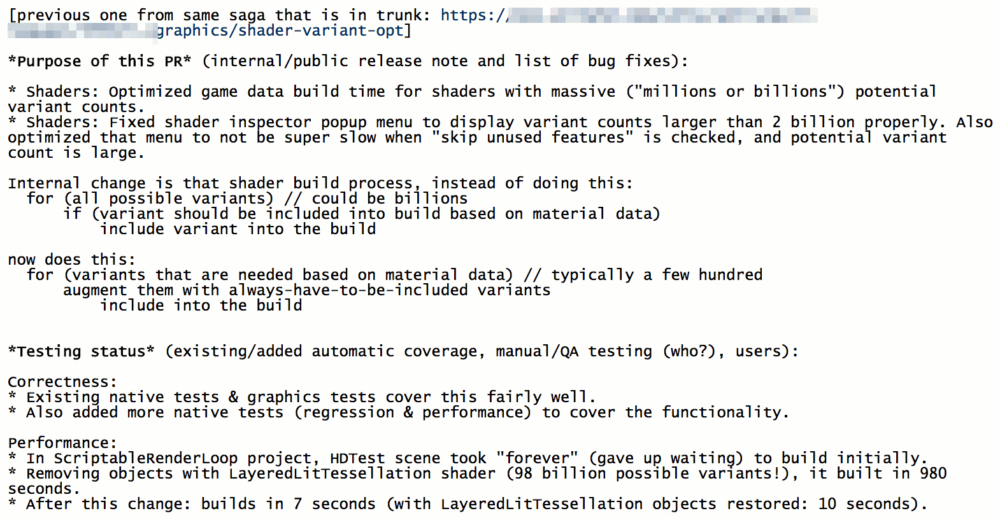 [previous one from same saga that is in trunk: https://
graphics/shader-variant-opt]
*Purpose of this PR* (internal/public release note and list of bug fixes):
* Shaders: Optimized game data build time for shaders with massive ("millions or billions") potential
variant counts.
* Shaders: Fixed shader inspector popup menu to display variant counts larger than 2 billion properly. Also
optimized that menu to not be super slow when "skip unused features" is checked, and potential variant
count is large.
Internal change is that shader build process, instead of doing this:
for (all possible variants) // could be billions
if (variant should be included into build based on material data)
include variant into the build
now does this:
for (variants that are needed based on material data) // typically a few hundred
augment them with always-have-to-be-included variants
include into the build
*Testing status* (existing/added automatic coverage, manual/QA testing (who?), users):
Correctness:
* Existing native tests & graphics tests cover this fairly well.
* Also added more native tests (regression & performance) to cover the functionality.
Performance:
* In ScriptableRenderLoop project, HDTest scene took "forever" (gave up waiting) to build initially.
* Removing objects with LayeredLitTessellation shader (98 billion possible variants!), it built in 980
seconds.
* After this change: builds in 7 seconds (with LayeredLitTessellation objects restored: 10 seconds).